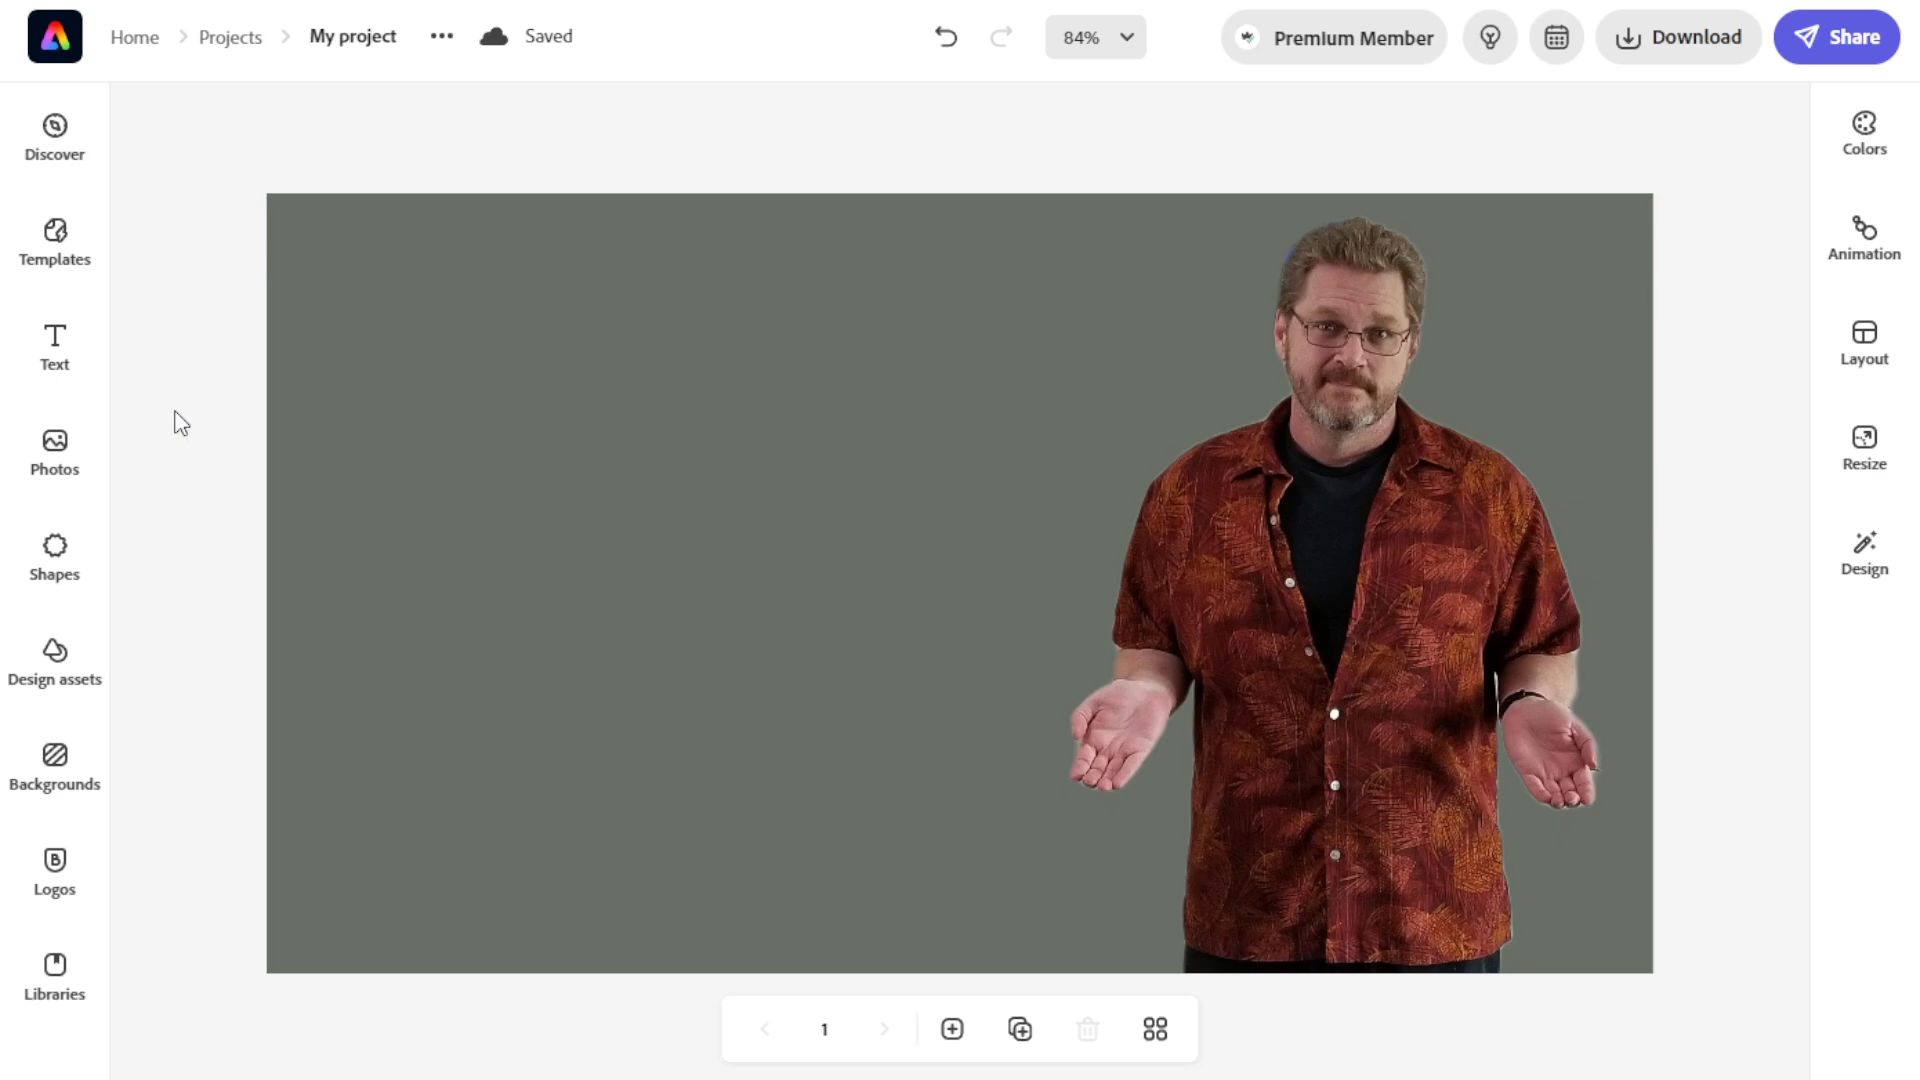 Home
Projects
My project
Saved
84%
Premium Member
Download
Share
Discover
Templates
Text
Photos
Shapes
Design assets
Backgrounds
Logos
Libraries
Colors
Animation
Layout
Resize
Design
1